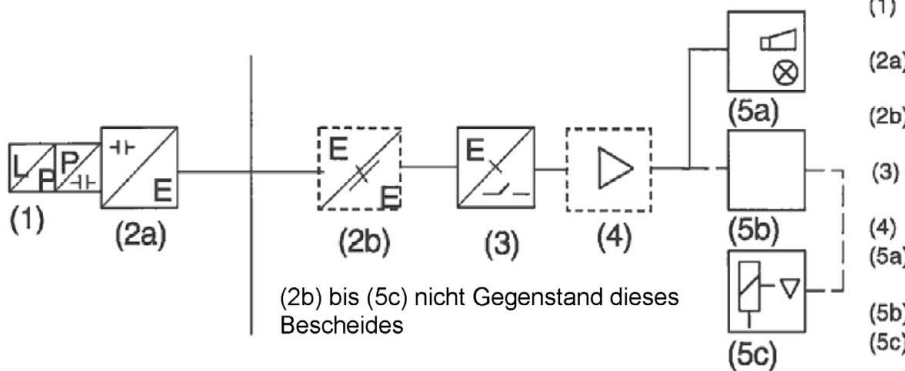 (1)
(2a)
(2b)
(3)
(4)
(5a)
(5b)
(5c)
L
P
P
E
(1)
(2a)
E
E
(2b)
E
(3)
(4)
(5a)
(5b)
(5c)
(2b) bis (5c) nicht Gegenstand dieses
Bescheides